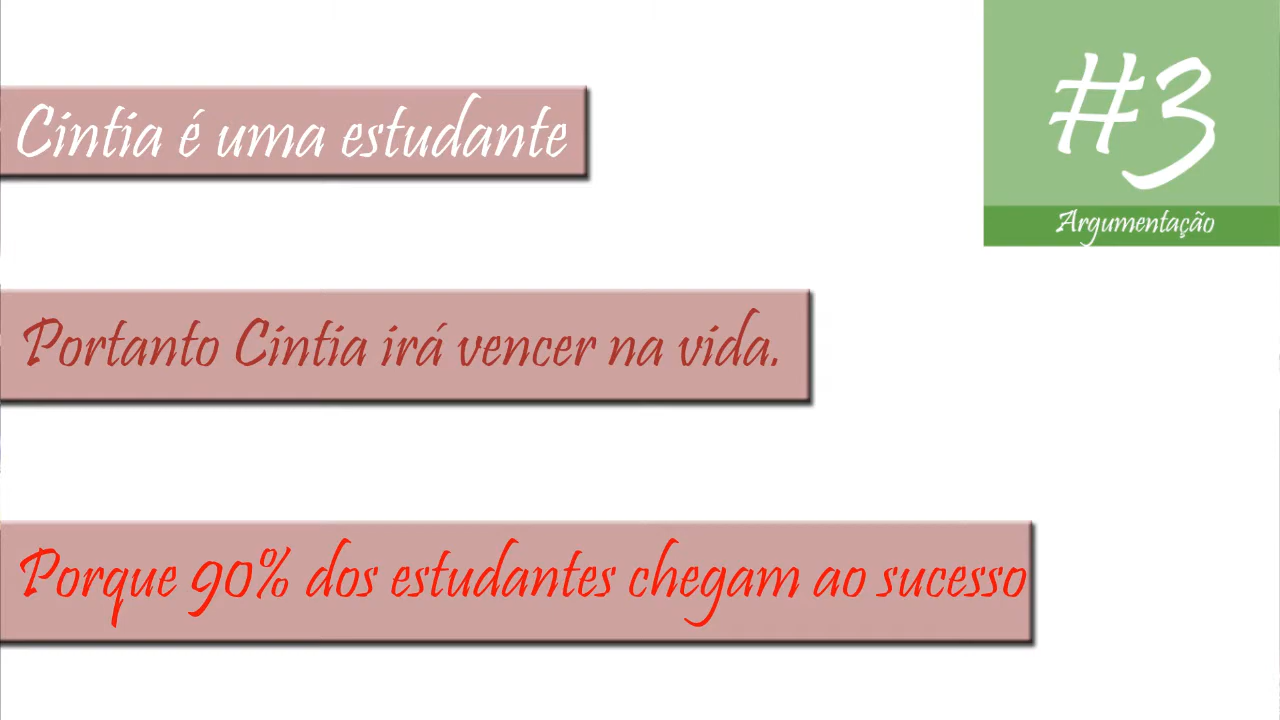 #3
Argumentação
Cintia é uma estudante
Portanto Cintia irá vencer na vida.
Porque 90% dos estudantes chegam ao sucesso